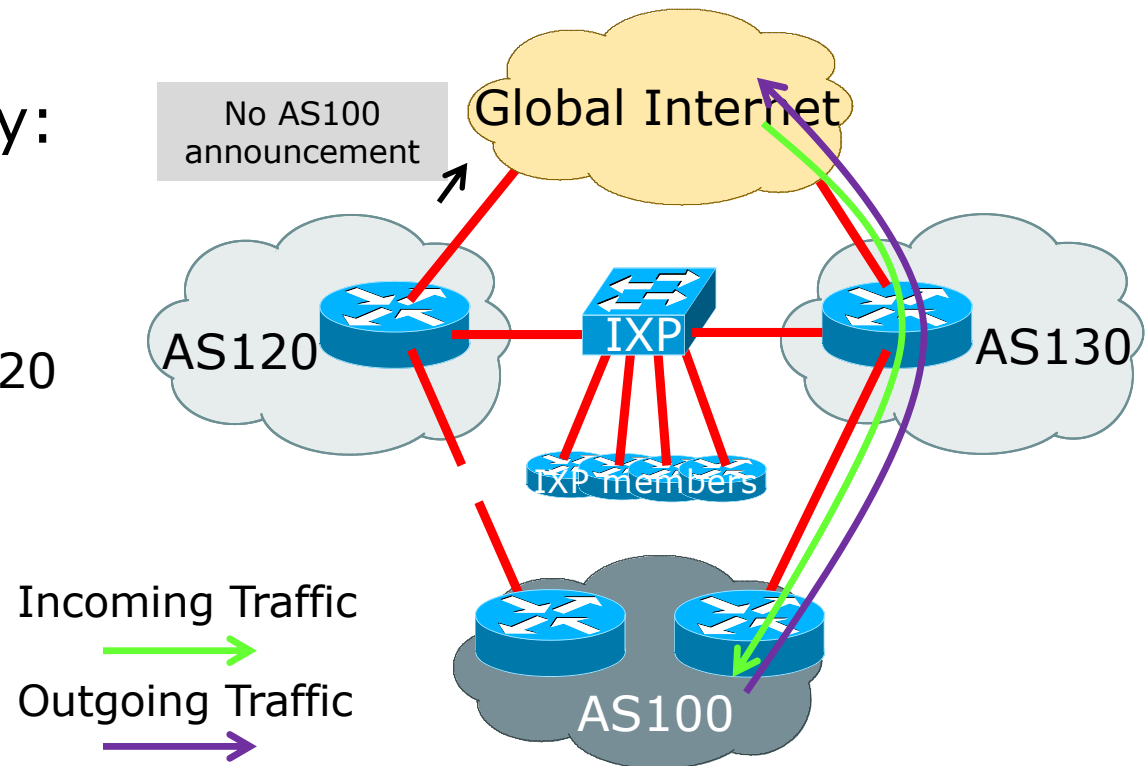 y:
No AS100
announcement
Global Internet
IXP
AS120
AS130
20
IXP members
Incoming Traffic
Outgoing Traffic
AS100